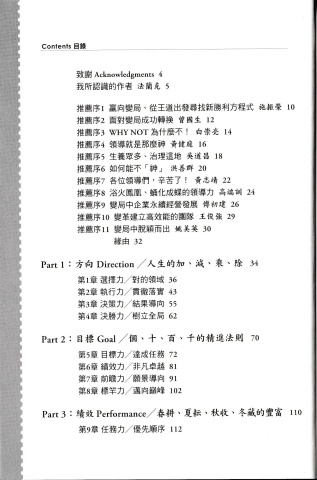 Contents 目錄
致謝 Acknowledgments 4
我所認識的作者 法蘭克 5
推薦序1 贏向變局、從王道出發尋找新勝利方程式 施振榮 10
推薦序2 面對變局成功轉換 曾國生 12
推薦序3 WHY NOT 為什麼不！ 白崇亮 14
推薦序4 領導就是那麼神 黃健庭 16
推薦序5 生養眾多、治理這地 吳道昌 18
推薦序6 如何能不「神」 洪善群 20
推薦序7 各位領導們，辛苦了！ 黃志靖 22
推薦序8 浴火鳳凰、蛹化成蝶的領導力 高端訓 24
推薦序9 變局中企業永續經營發展 傅初建 26
推薦序10 變革建立高效能的團隊 王俊強 29
推薦序11 變局中脫穎而出 姚美英 30
緣由 32
Part 1：方向 Direction／人生的加、減、乘、除 34
第1章 選擇力／對的領域 36
第2章 執行力／貫徹落實 43
第3章 決策力／結果導向 55
第4章 決勝力／樹立全局 62
Part 2：目標 Goal／個、十、百、千的精進法則 70
第5章 目標力／達成任務 72
第6章 績效力／非凡卓越 81
第7章 前瞻力／願景導向 91
第8章 標竿力／邁向巔峰 102
Part 3：績效 Performance／春耕、夏耘、秋收、冬藏的豐富 110
第9章 任務力／優先順序 112